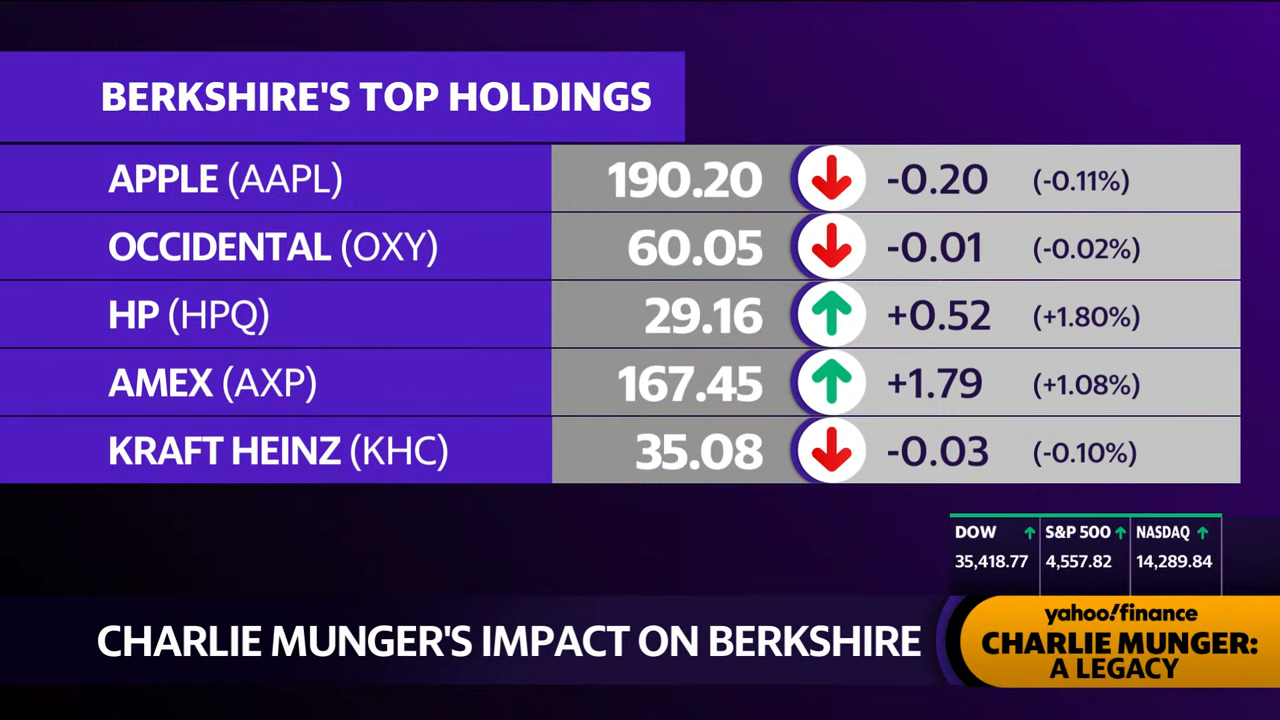 BERKSHIRE'S TOP HOLDINGS
APPLE (AAPL) 190.20 -0.20 (-0.11%)
OCCIDENTAL (OXY) 60.05 -0.01 (-0.02%)
HP (HPQ) 29.16 +0.52 (+1.80%)
AMEX (AXP) 167.45 +1.79 (+1.08%)
KRAFT HEINZ (KHC) 35.08 -0.03 (-0.10%)
DOW S&P 500 NASDAQ
35,418.77 4,557.82 14,289.84
CHARLIE MUNGER'S IMPACT ON BERKSHIRE
yahoo!finance
CHARLIE MUNGER:
A LEGACY